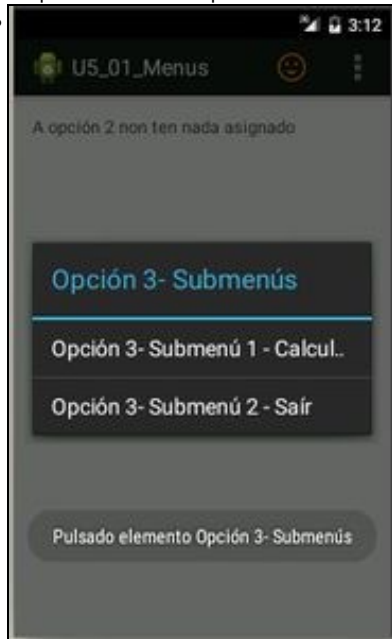 3:12
U5_01_Menus
A opción 2 non ten nada asignado
Opción 3- Submenús
Opción 3- Submenú 1 - Calcul..
Opción 3- Submenú 2 - Saír
Pulsado elemento Opción 3- Submenús